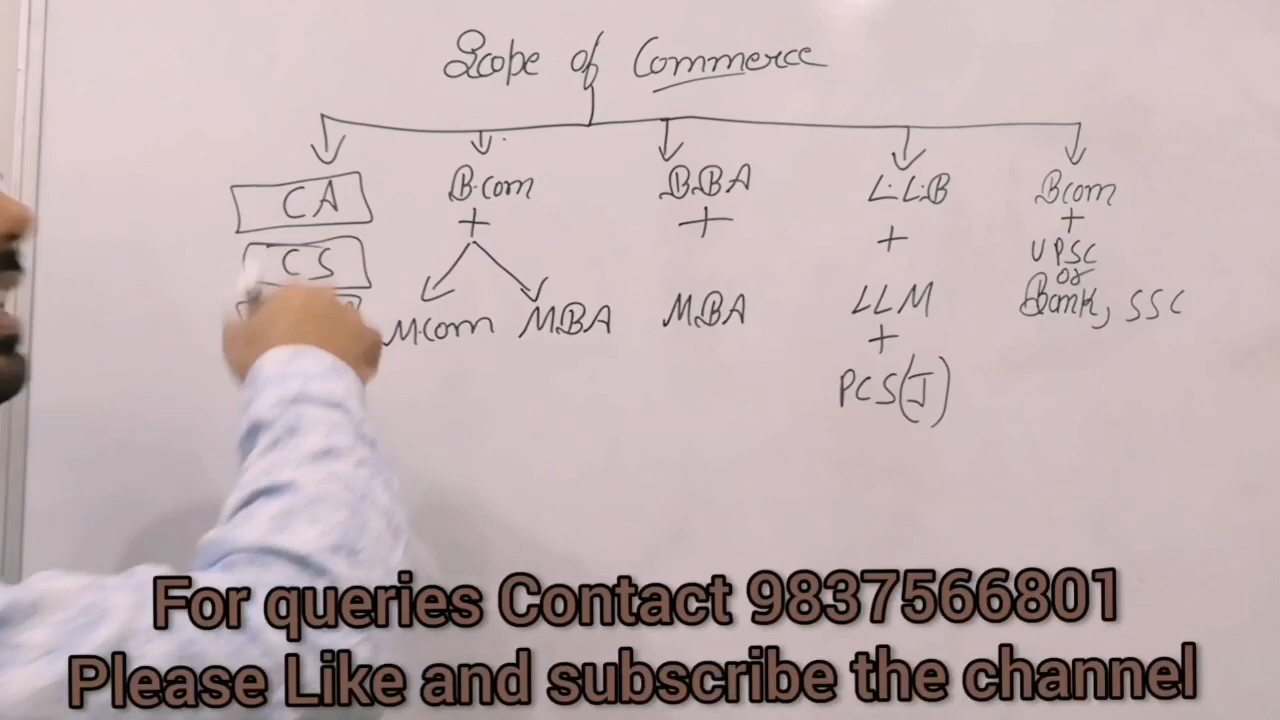 Scope of Commerce
CA
CS
B.com
+
M.com MBA
BBA
+
MBA
L.L.B
+
LLM
+
PCS(J)
Bcom
+
UPSC
or
Bank, SSC
For queries Contact 9837566801
Please Like and subscribe the channel